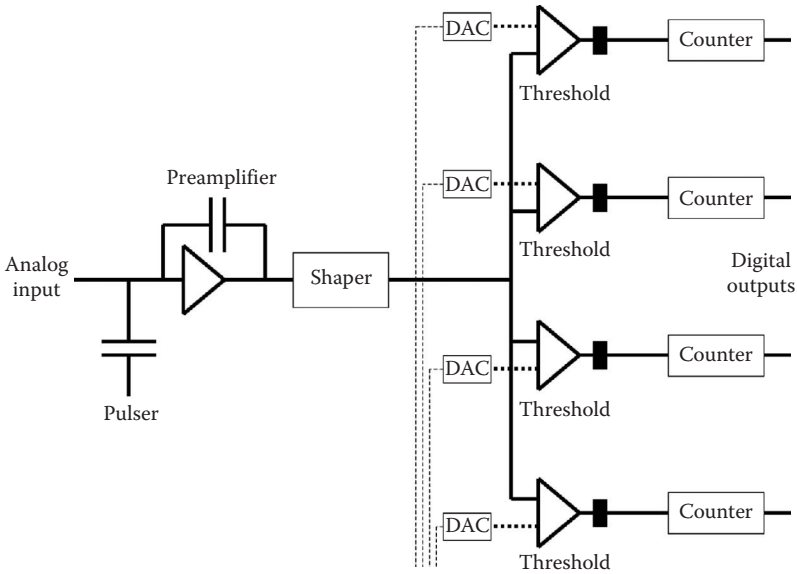 DAC
Counter
Threshold
Preamplifier
DAC
Counter
Threshold
Analog
input
Shaper
Digital
outputs
DAC
Counter
Threshold
Pulser
DAC
Counter
Threshold